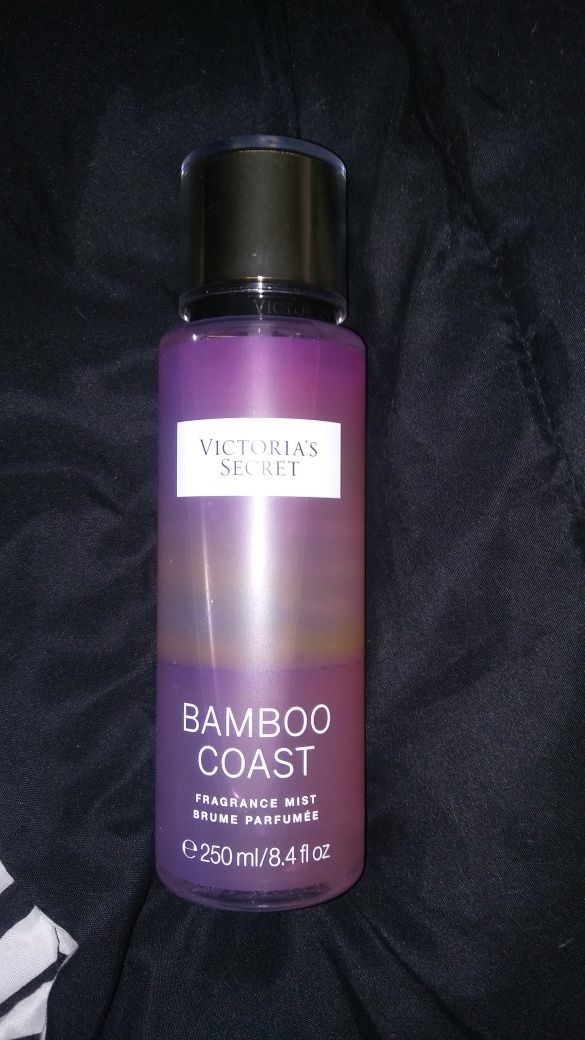 VICTORIA'S
SECRET
BAMBOO
COAST
FRAGRANCE MIST
BRUME PARFUMÉE
℮ 250 ml/8.4 fl oz